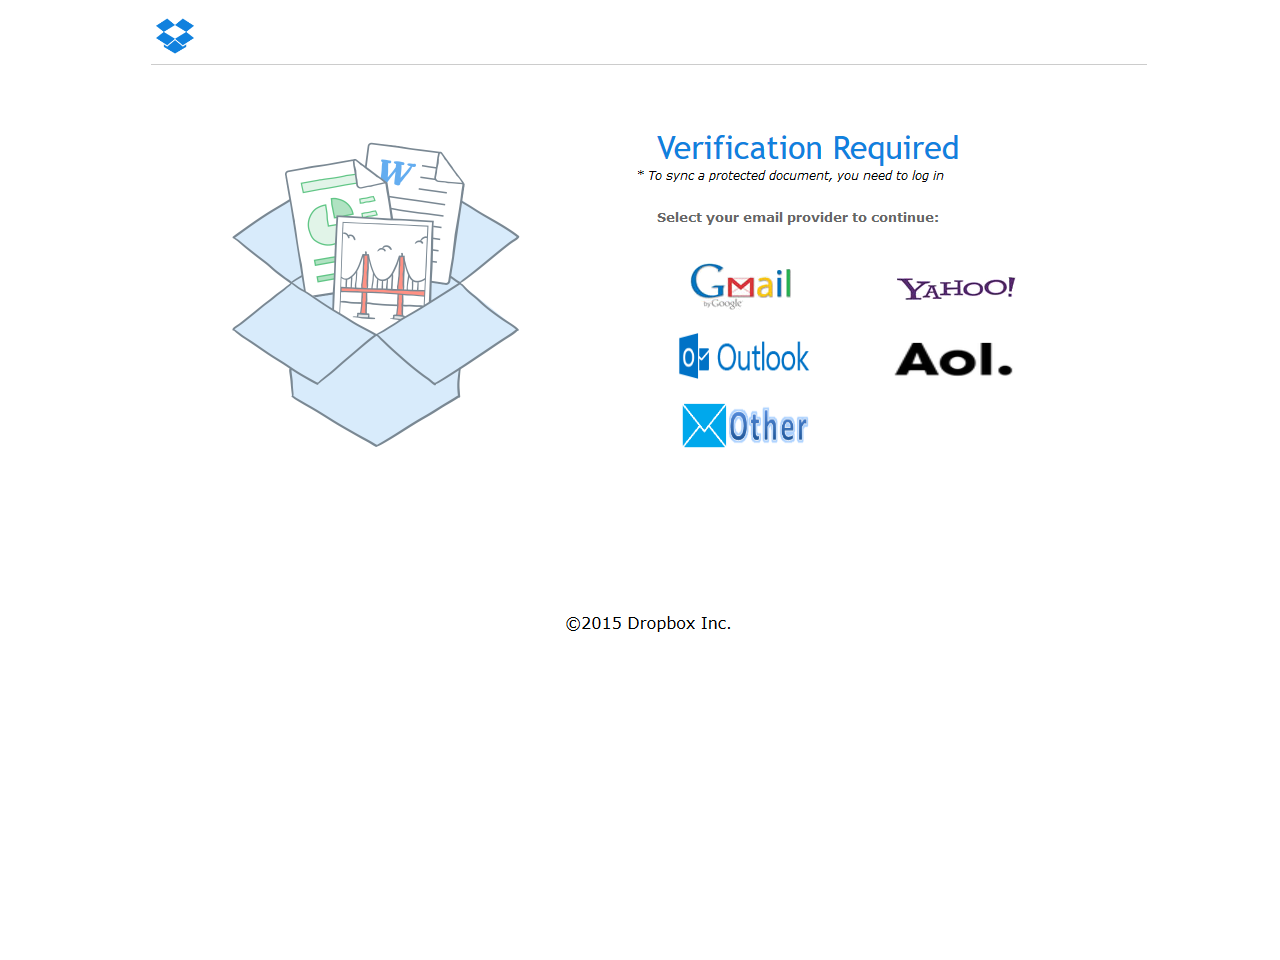 W
Verification Required
* To sync a protected document, you need to log in
Select your email provider to continue:
Gmail
by Google
YAHOO!
O Outlook
Aol.
Other
©2015 Dropbox Inc.